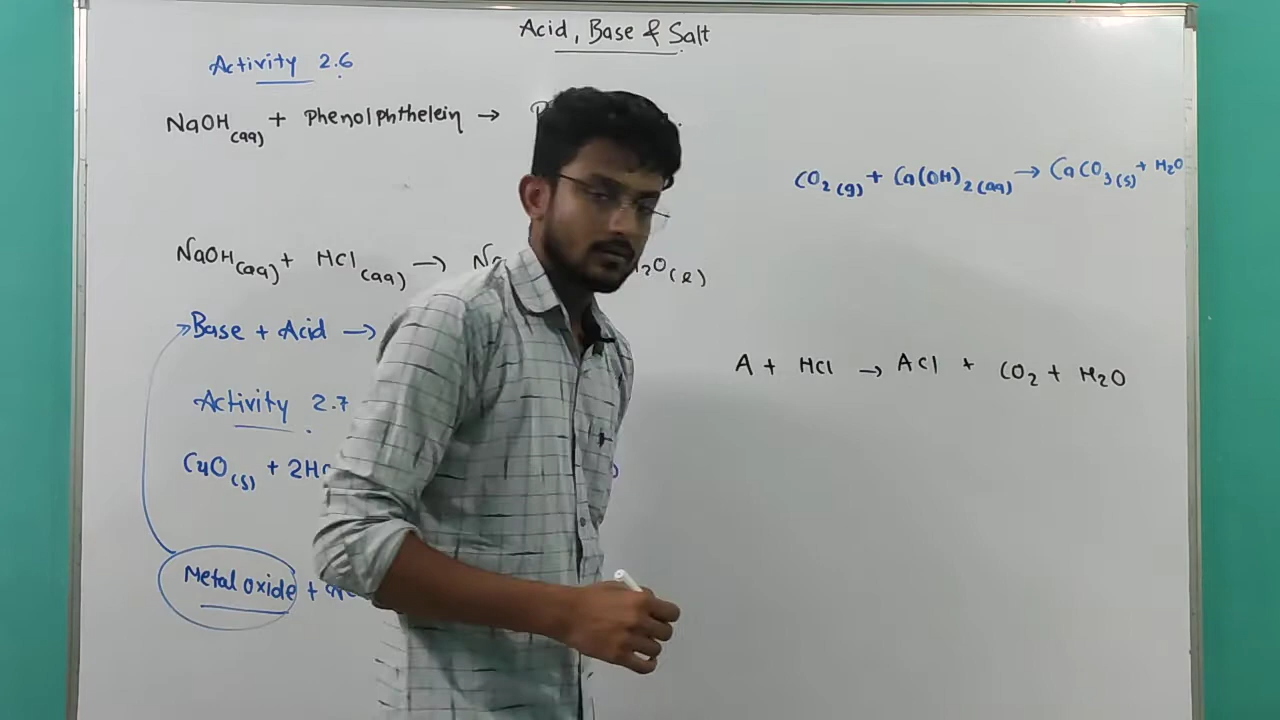 Acid, Base & Salt
Activity 2.6
NaOH(aq) + Phenolphthelein →
CO2(g) + Ca(OH)2(aq) → CaCO3(s) + H2O
NaOH(aq) + HCl(aq) → 2O(l)
Base + Acid →
A + HCl → ACl + CO2 + H2O
Activity 2.7
CuO(s) +
Metal oxide +